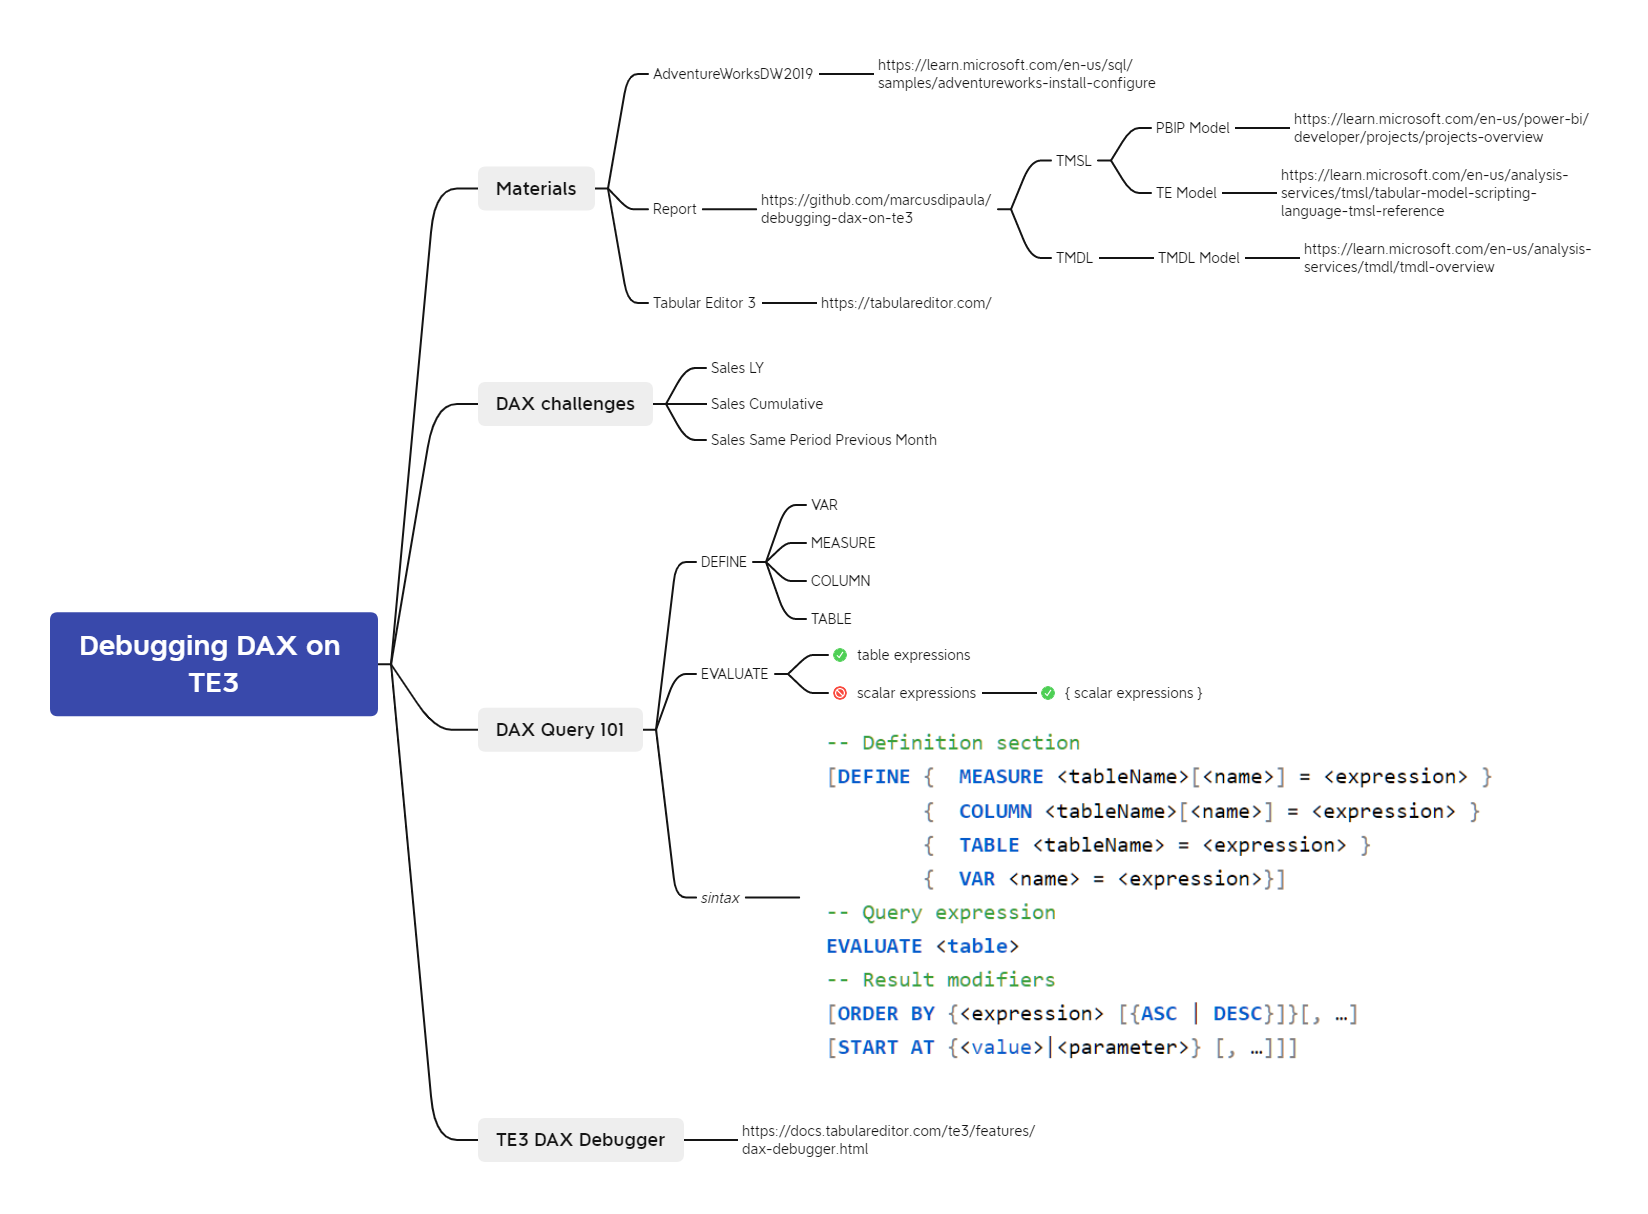 Debugging DAX on
TE3
Materials
AdventureWorksDW2019
https://learn.microsoft.com/en-us/sql/
samples/adventureworks-install-configure
Report
https://github.com/marcusdipaula/
debugging-dax-on-te3
TMSL
PBIP Model
https://learn.microsoft.com/en-us/power-bi/
developer/projects/projects-overview
TE Model
https://learn.microsoft.com/en-us/analysis-
services/tmsl/tabular-model-scripting-
language-tmsl-reference
TMDL
TMDL Model
https://learn.microsoft.com/en-us/analysis-
services/tmdl/tmdl-overview
Tabular Editor 3
https://tabulareditor.com/
DAX challenges
Sales LY
Sales Cumulative
Sales Same Period Previous Month
DAX Query 101
DEFINE
VAR
MEASURE
COLUMN
TABLE
EVALUATE
table expressions
scalar expressions
{ scalar expressions }
sintax
-- Definition section
[DEFINE {  MEASURE <tableName>[<name>] = <expression> }
{  COLUMN <tableName>[<name>] = <expression> }
{  TABLE <tableName> = <expression> }
{  VAR <name> = <expression>}]
-- Query expression
EVALUATE <table>
-- Result modifiers
[ORDER BY {<expression> [{ASC | DESC}]}[, …]
[START AT {<value>|<parameter>} [, …]]]
TE3 DAX Debugger
https://docs.tabulareditor.com/te3/features/
dax-debugger.html